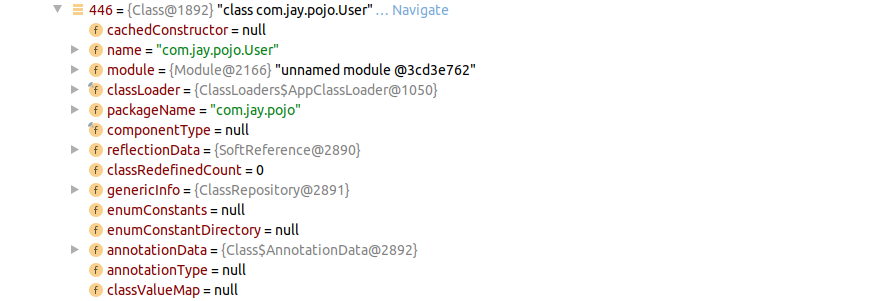 446 = {Class@1892} "class com.jay.pojo.User" ... Navigate
f cachedConstructor = null
f name = "com.jay.pojo.User"
f module = {Module@2166} "unnamed module @3cd3e762"
f classLoader = {ClassLoaders$AppClassLoader@1050}
f packageName = "com.jay.pojo"
f componentType = null
f reflectionData = {SoftReference@2890}
f classRedefinedCount = 0
f genericInfo = {ClassRepository@2891}
f enumConstants = null
f enumConstantDirectory = null
f annotationData = {Class$AnnotationData@2892}
f annotationType = null
f classValueMap = null